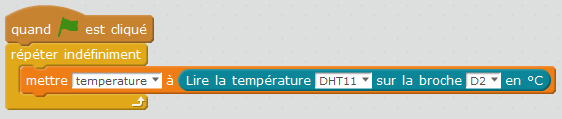 quand est cliqué
répéter indéfiniment
mettre temperature à Lire la température DHT11 sur la broche D2 en °C